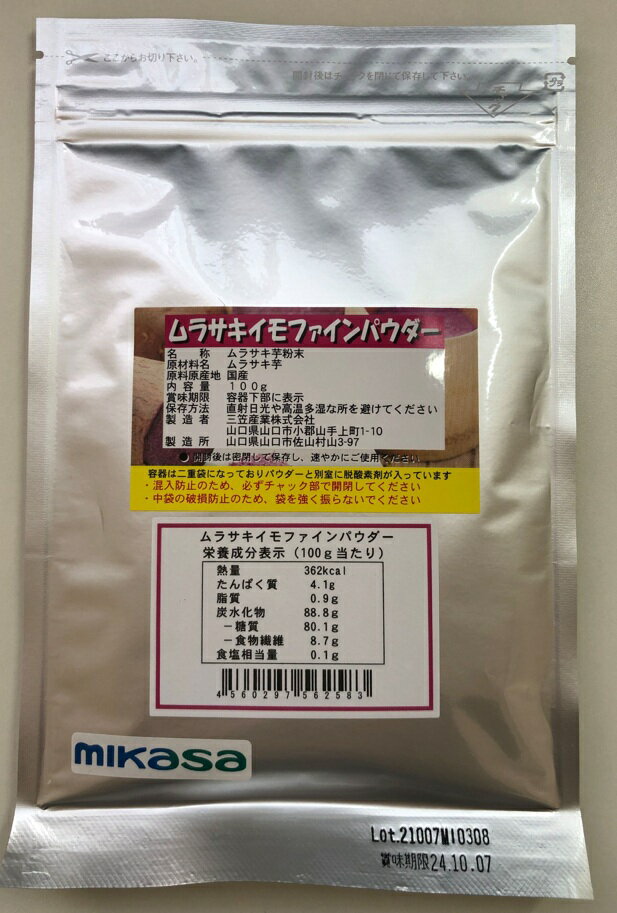 ここからお切り下さい。
開封後はチャックを閉じて保存して下さい。
プラ
ムラサキイモファインパウダー
名 称 ムラサキ芋粉末
原材料名 ムラサキ芋
原料原産地 国産
内容量 100g
賞味期限 容器下部に表示
保存方法 直射日光や高温多湿な所を避けてください
製造者 三笠産業株式会社
山口県山口市小郡山手上町1-10
製造所 山口県山口市佐山村山3-97
●開封後は密閉して保存し、速やかにご使用ください。
容器は二重袋になっておりパウダーと別室に脱酸素剤が入っています
・混入防止のため、必ずチャック部で開閉してください
・中袋の破損防止のため、袋を強く振らないでください
ムラサキイモファインパウダー
栄養成分表示(100g当たり)
熱量 362kcal
たんぱく質 4.1g
脂質 0.9g
炭水化物 88.8g
−糖質 80.1g
−食物繊維 8.7g
食塩相当量 0.1g
4560297562583
mikasa
Lot.21007MI0308
賞味期限24.10.07